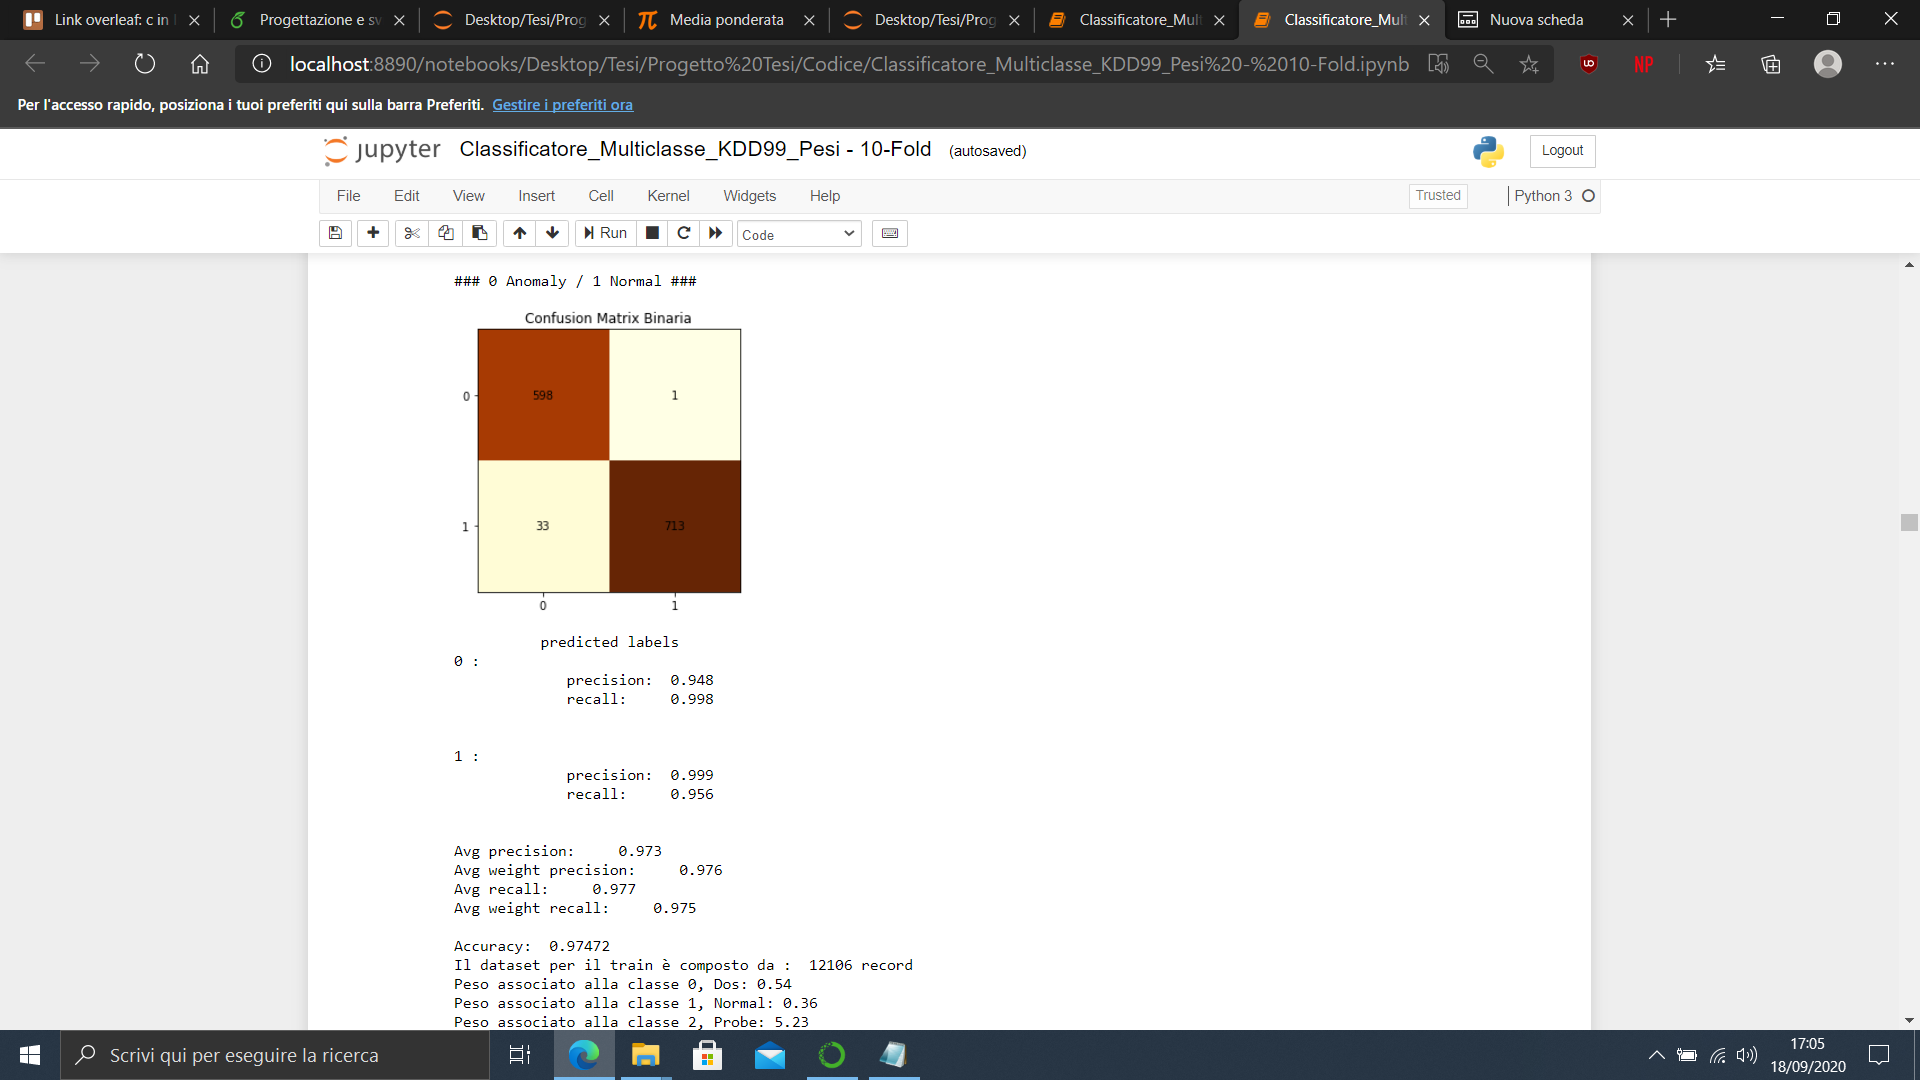 Link overleaf: c in
Progettazione e sv
Desktop/Tesi/Prog
Media ponderata
Desktop/Tesi/Prog
Classificatore_Mult
Classificatore_Mult
Nuova scheda
localhost:8890/notebooks/Desktop/Tesi/Progetto%20Tesi/Codice/Classificatore_Multiclasse_KDD99_Pesi%20-%2010-Fold.ipynb
NP
Per l'accesso rapido, posiziona i tuoi preferiti qui sulla barra Preferiti. Gestire i preferiti ora
jupyter Classificatore_Multiclasse_KDD99_Pesi - 10-Fold (autosaved)
Logout
File Edit View Insert Cell Kernel Widgets Help
Trusted
Python 3
Run
Code
### 0 Anomaly / 1 Normal ###
Confusion Matrix Binaria
0 598 1
1 33 713
0 1
predicted labels
0 :
precision: 0.948
recall: 0.998
1 :
precision: 0.999
recall: 0.956
Avg precision: 0.973
Avg weight precision: 0.976
Avg recall: 0.977
Avg weight recall: 0.975
Accuracy: 0.97472
Il dataset per il train è composto da : 12106 record
Peso associato alla classe 0, Dos: 0.54
Peso associato alla classe 1, Normal: 0.36
Peso associato alla classe 2, Probe: 5.23
Scrivi qui per eseguire la ricerca
17:05
18/09/2020